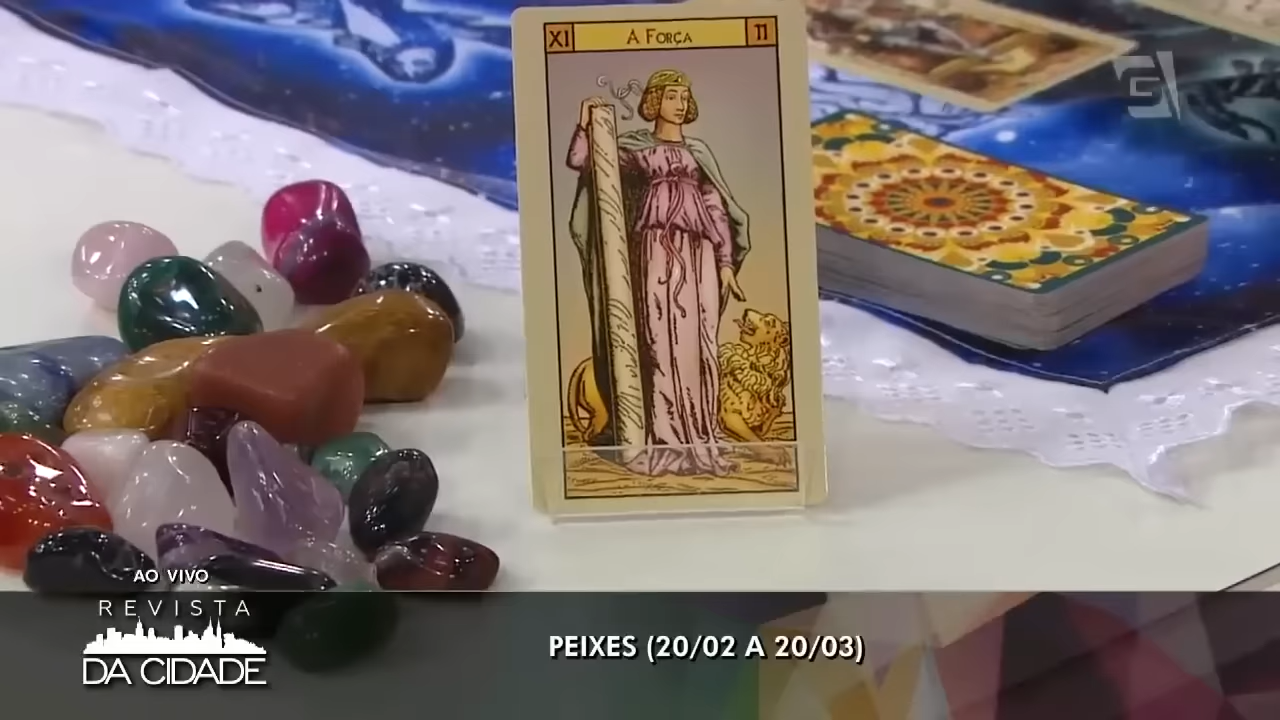 XI A FORÇA 11
AO VIVO
REVISTA
DA CIDADE
PEIXES (20/02 A 20/03)